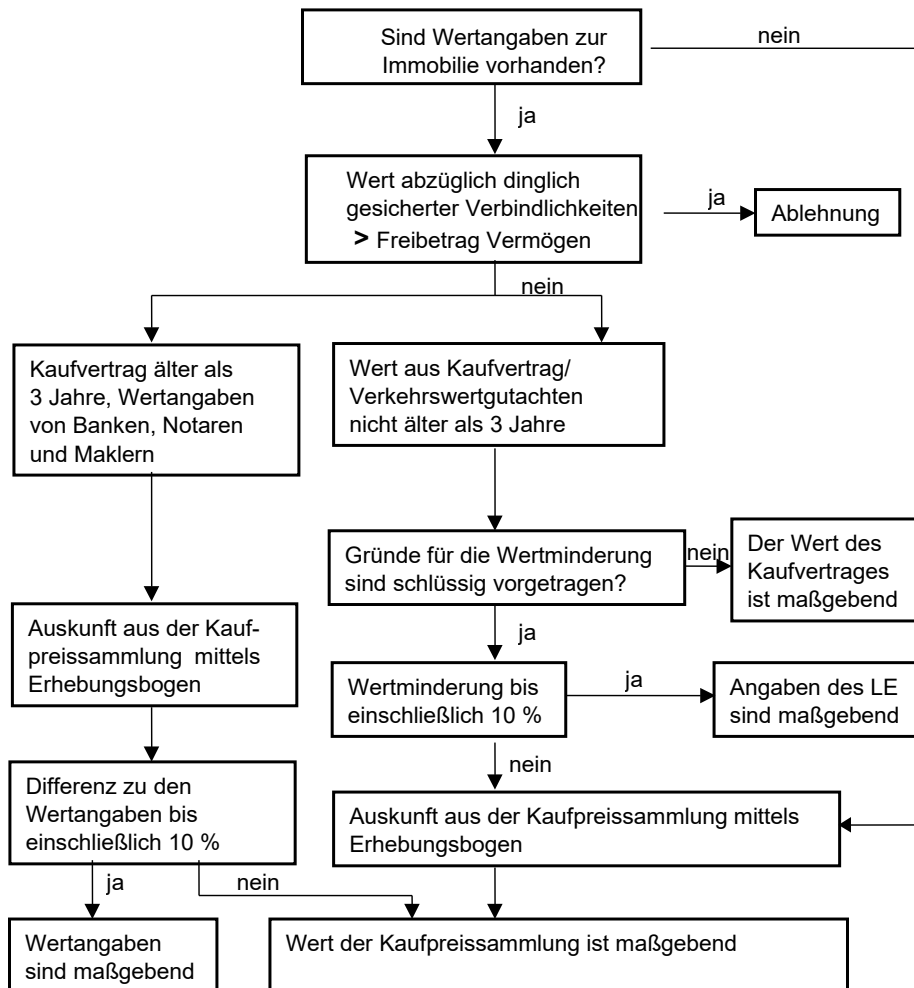 Sind Wertangaben zur
Immobilie vorhanden?
nein
ja
Wert abzüglich dinglich
gesicherter Verbindlichkeiten
> Freibetrag Vermögen
ja
Ablehnung
nein
Kaufvertrag älter als
3 Jahre, Wertangaben
von Banken, Notaren
und Maklern
Wert aus Kaufvertrag/
Verkehrswertgutachten
nicht älter als 3 Jahre
Gründe für die Wertminderung
sind schlüssig vorgetragen?
nein
Der Wert des
Kaufvertrages
ist maßgebend
Auskunft aus der Kauf-
preissammlung mittels
Erhebungsbogen
ja
Wertminderung bis
einschließlich 10 %
ja
Angaben des LE
sind maßgebend
nein
Differenz zu den
Wertangaben bis
einschließlich 10 %
Auskunft aus der Kaufpreissammlung mittels
Erhebungsbogen
ja
nein
Wertangaben
sind maßgebend
Wert der Kaufpreissammlung ist maßgebend